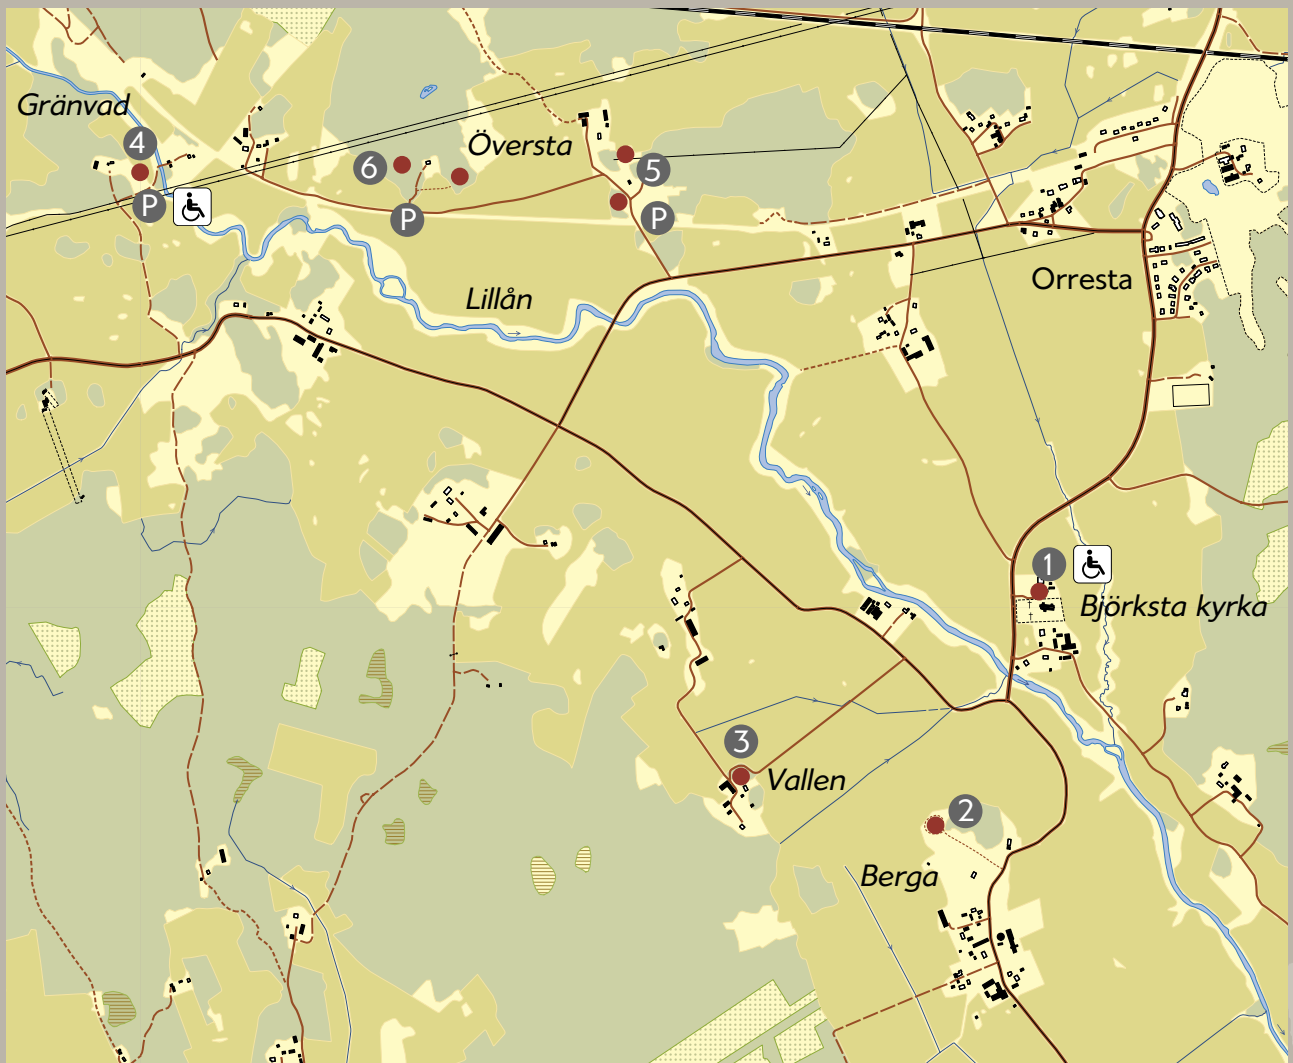 Gränvad
4
P
6
Översta
5
P
P
Lillån
Orresta
1
Björksta kyrka
3
Vallen
2
Berga